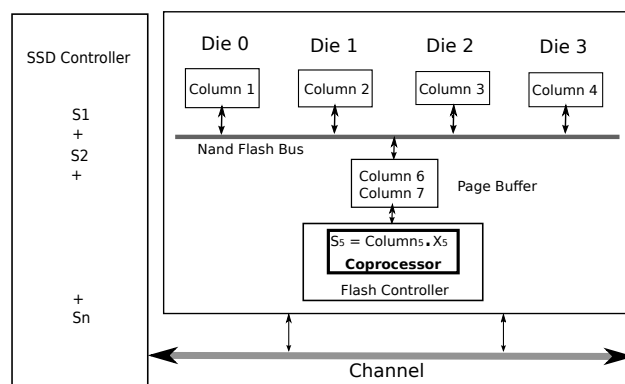 SSD Controller
S1
+
S2
+
+
Sn
Die 0 Die 1 Die 2 Die 3
Column 1 Column 2 Column 3 Column 4
Nand Flash Bus
Column 6
Column 7
Page Buffer
S₅ = Column₅.X₅
Coprocessor
Flash Controller
Channel